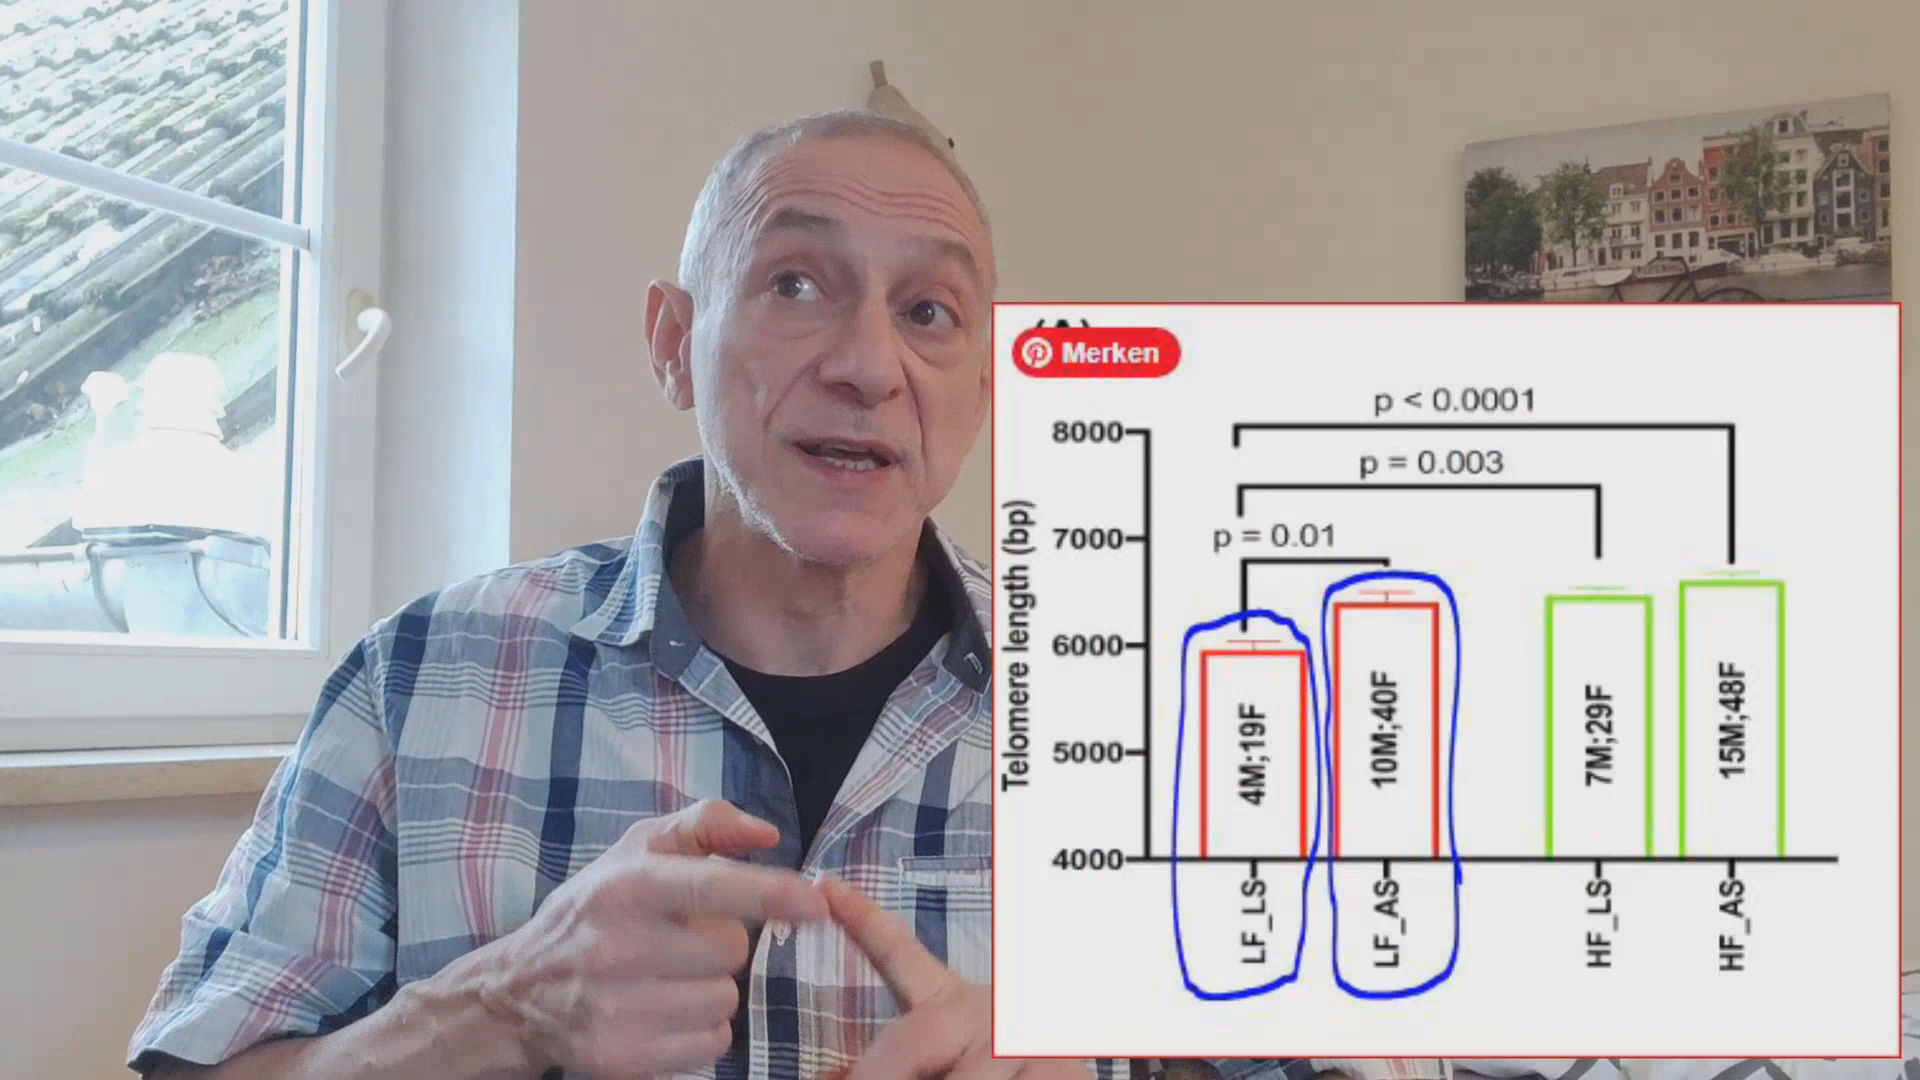 Merken
p < 0.0001
8000
p = 0.003
7000
p = 0.01
6000
5000
4000
Telomere length (bp)
4M;19F
10M;40F
7M;29F
15M;48F
LF_LS
LF_AS
HF_LS
HF_AS